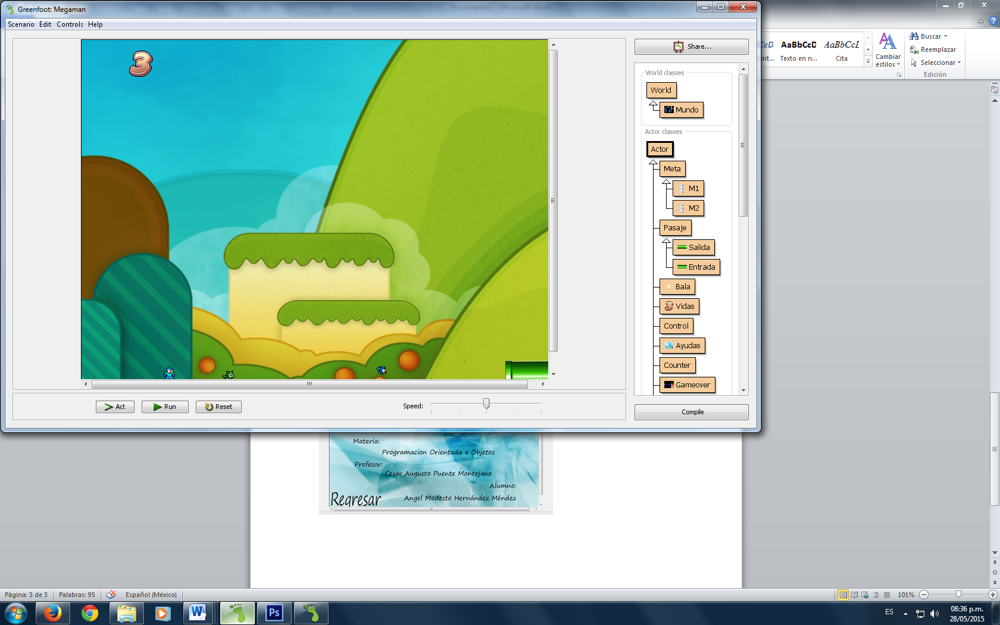 Greenfoot: Megaman
Scenario Edit Controls Help
3
Share...
World classes
World
Mundo
Actor classes
Actor
Meta
M1
M2
Pasaje
Salida
Entrada
Bala
Vidas
Control
Ayudas
Counter
Gameover
Act
Run
Reset
Speed:
Compile
AaBbCcD AaBbCcI
int... Texto en n... Cita
Cambiar
estilos
Buscar
Reemplazar
Seleccionar
Edición
Materia:
Programacion Orientada a Objetos
Profesor:
Cesar Augusto Puente Montejano
Alumno:
Regresar
Angel Modesto Hernández Méndez
Página: 3 de 3 Palabras: 95 Español (México) 101%
W Ps
ES
08:36 p.m.
28/05/2015